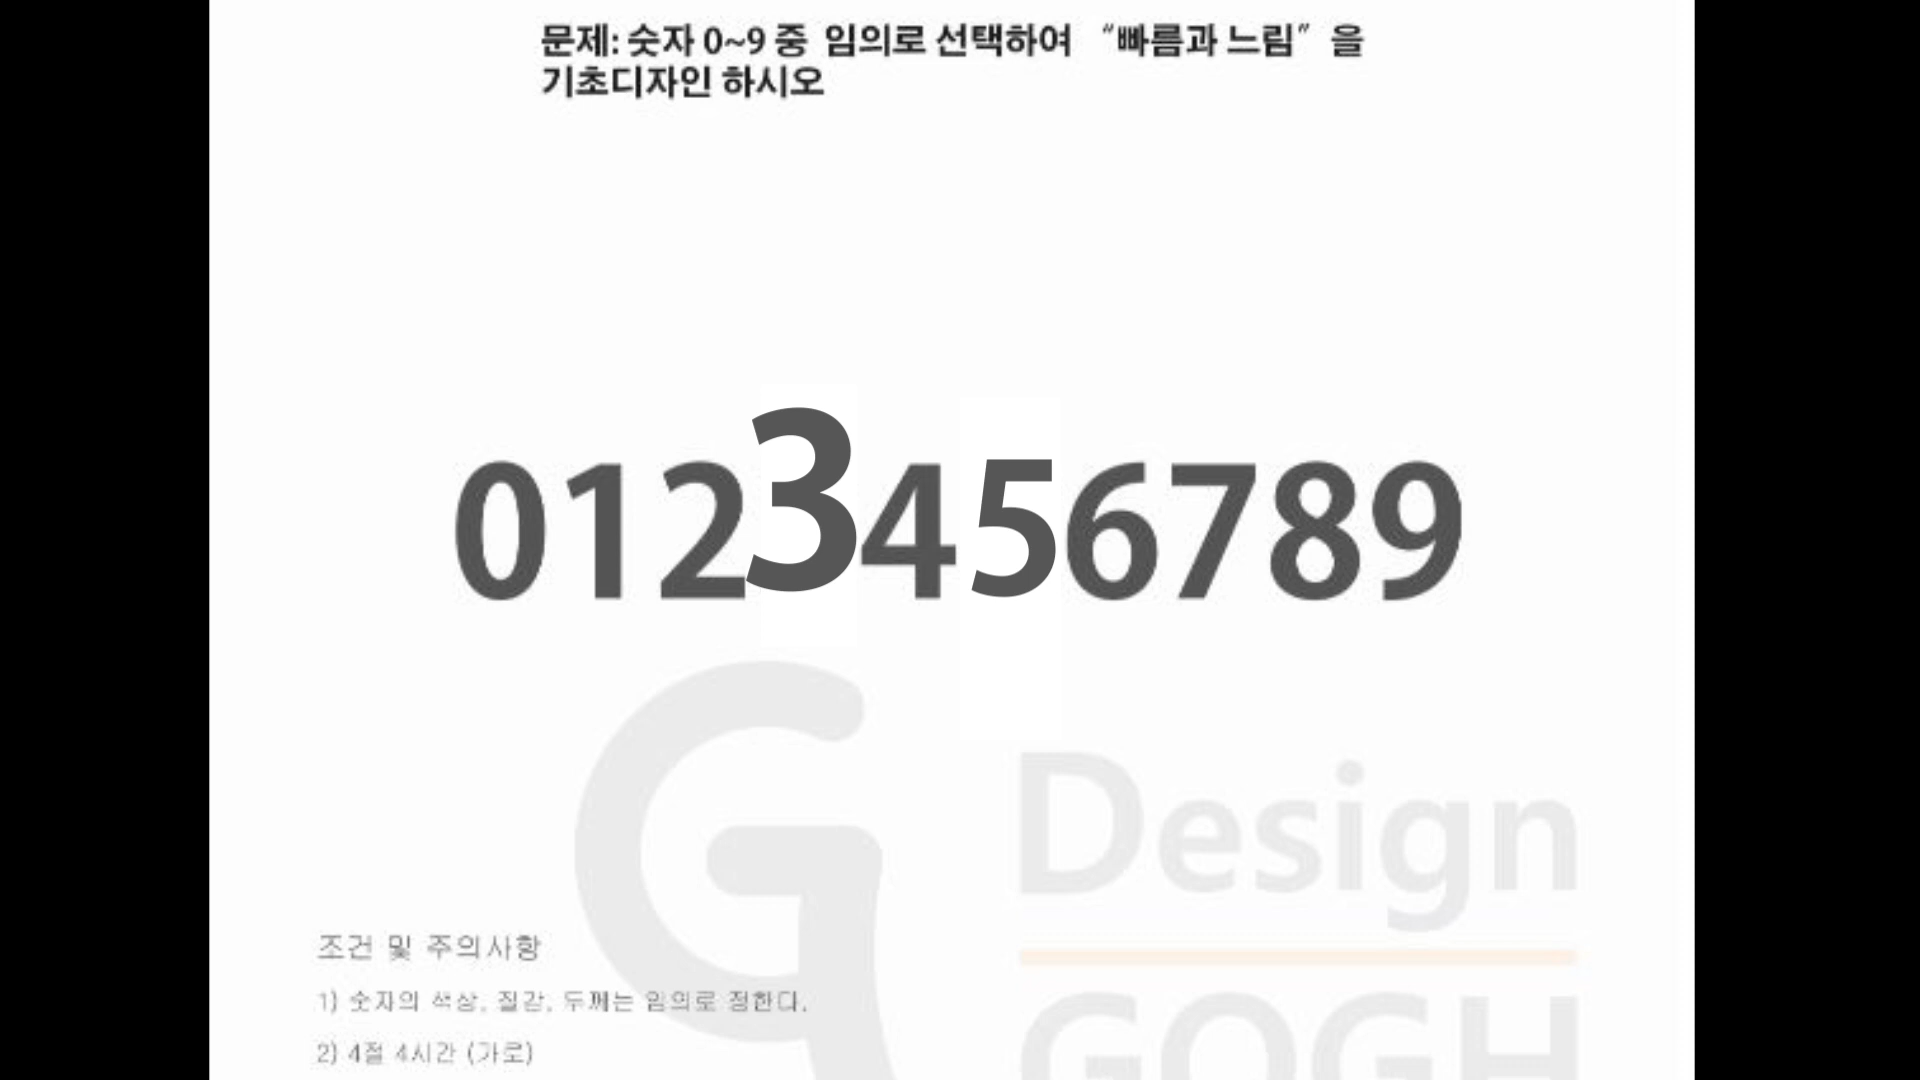 문제: 숫자 0~9 중 임의로 선택하여 “빠름과 느림” 을
기초디자인 하시오
0123456789
Design
GOGH
조건 및 주의사항
1) 숫자의 색상, 질감, 두께는 임의로 정한다.
2) 4절 4시간 (가로)